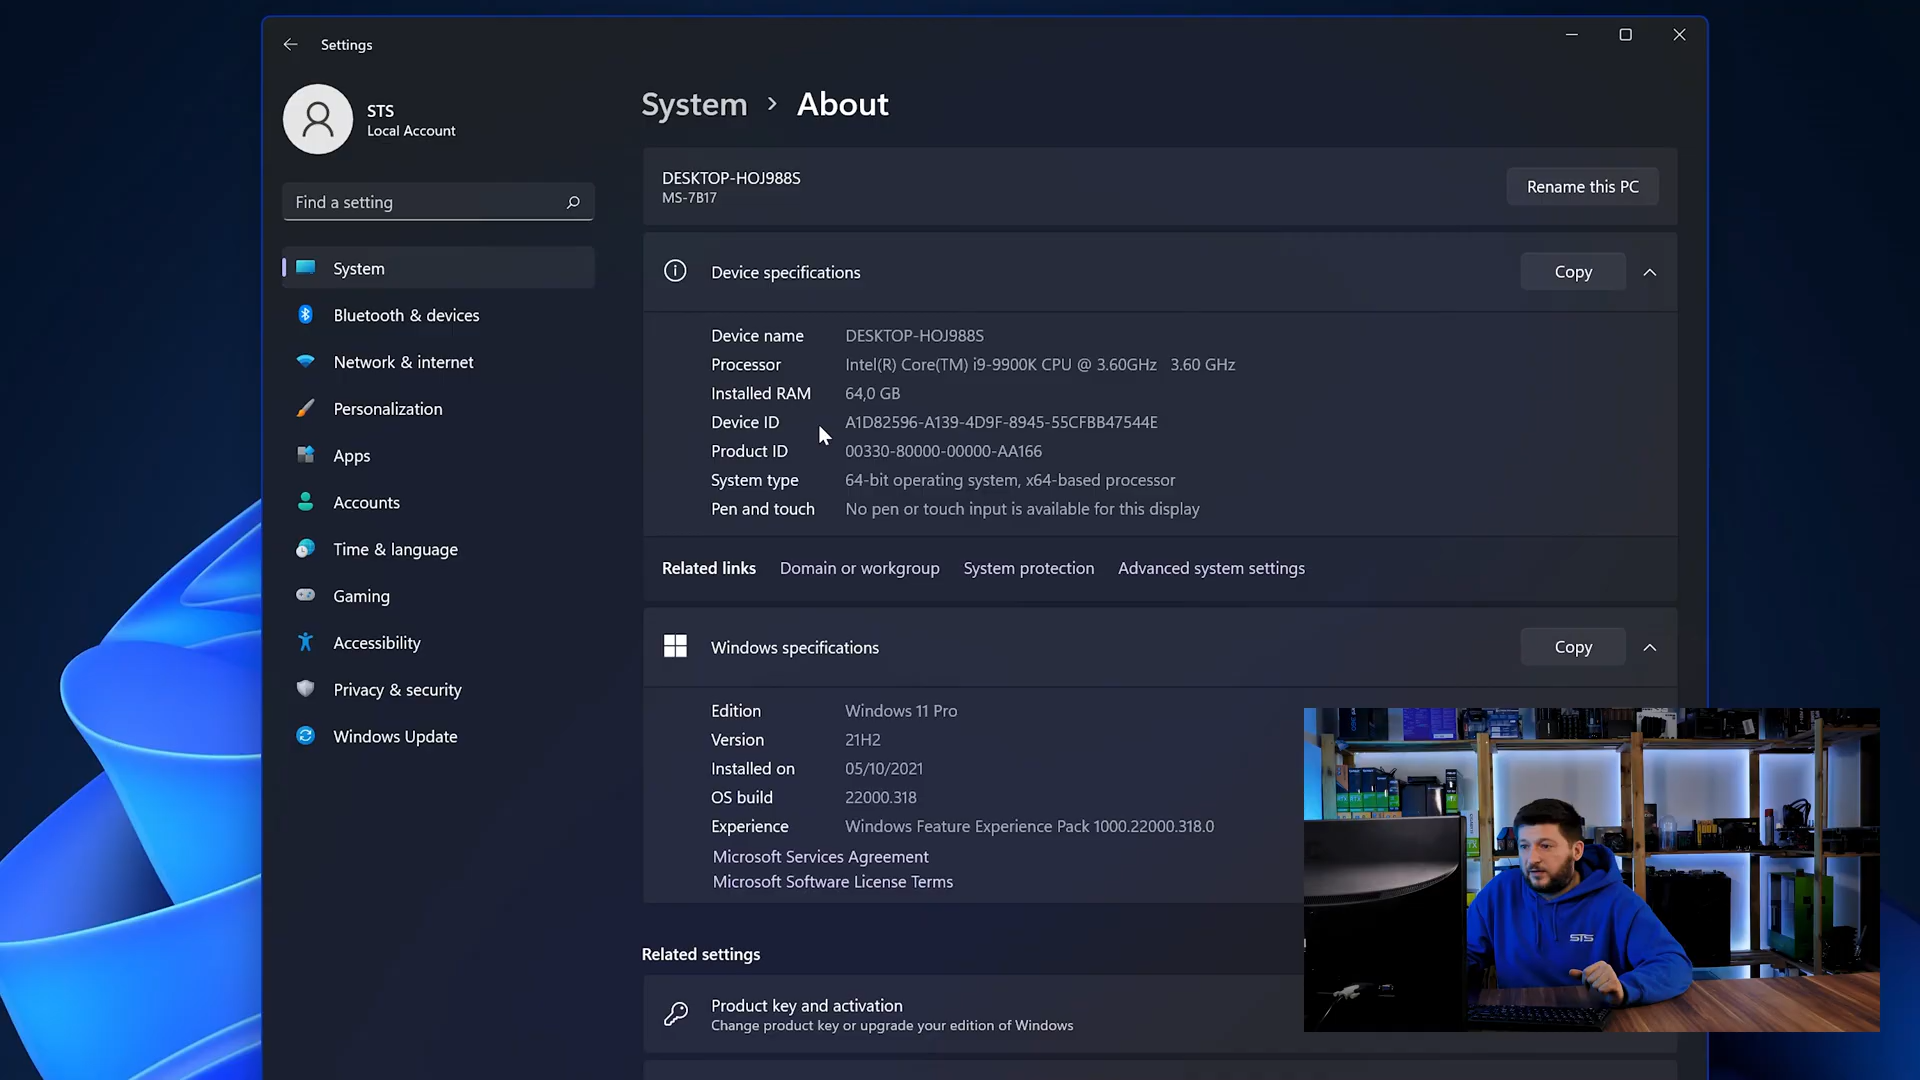 Settings
STS
Local Account
Find a setting
System
Bluetooth & devices
Network & internet
Personalization
Apps
Accounts
Time & language
Gaming
Accessibility
Privacy & security
Windows Update
System > About
DESKTOP-HOJ988S
MS-7B17
Rename this PC
Device specifications
Copy
Device name DESKTOP-HOJ988S
Processor Intel(R) Core(TM) i9-9900K CPU @ 3.60GHz 3.60 GHz
Installed RAM 64,0 GB
Device ID A1D82596-A139-4D9F-8945-55CFBB47544E
Product ID 00330-80000-00000-AA166
System type 64-bit operating system, x64-based processor
Pen and touch No pen or touch input is available for this display
Related links Domain or workgroup System protection Advanced system settings
Windows specifications
Copy
Edition Windows 11 Pro
Version 21H2
Installed on 05/10/2021
OS build 22000.318
Experience Windows Feature Experience Pack 1000.22000.318.0
Microsoft Services Agreement
Microsoft Software License Terms
Related settings
Product key and activation
Change product key or upgrade your edition of Windows
STS